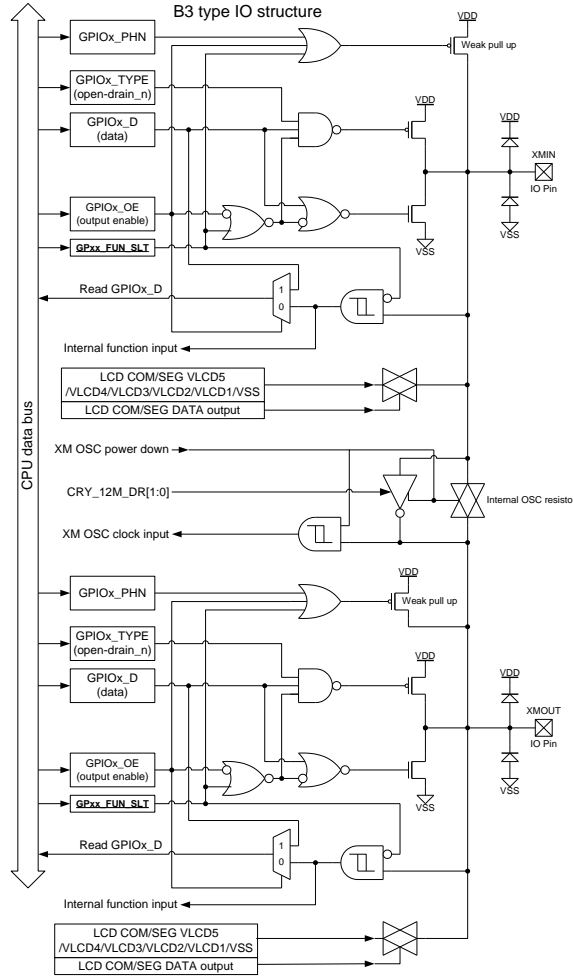 B3 type IO structure
CPU data bus
GPIOx_PHN
VDD
Weak pull up
GPIOx_TYPE
(open-drain_n)
VDD
GPIOx_D
(data)
VDD
XMIN
IO Pin
GPIOx_OE
(output enable)
VSS
VSS
GPxx_FUN_SLT
Read GPIOx_D
1
0
Internal function input
LCD COM/SEG VLCD5
/VLCD4/VLCD3/VLCD2/VLCD1/VSS
LCD COM/SEG DATA output
XM OSC power down
CRY_12M_DR[1:0]
Internal OSC resisto
XM OSC clock input
VDD
GPIOx_PHN
Weak pull up
GPIOx_TYPE
(open-drain_n)
VDD
GPIOx_D
(data)
VDD
XMOUT
IO Pin
GPIOx_OE
(output enable)
VSS
VSS
GPxx_FUN_SLT
Read GPIOx_D
1
0
Internal function input
LCD COM/SEG VLCD5
/VLCD4/VLCD3/VLCD2/VLCD1/VSS
LCD COM/SEG DATA output